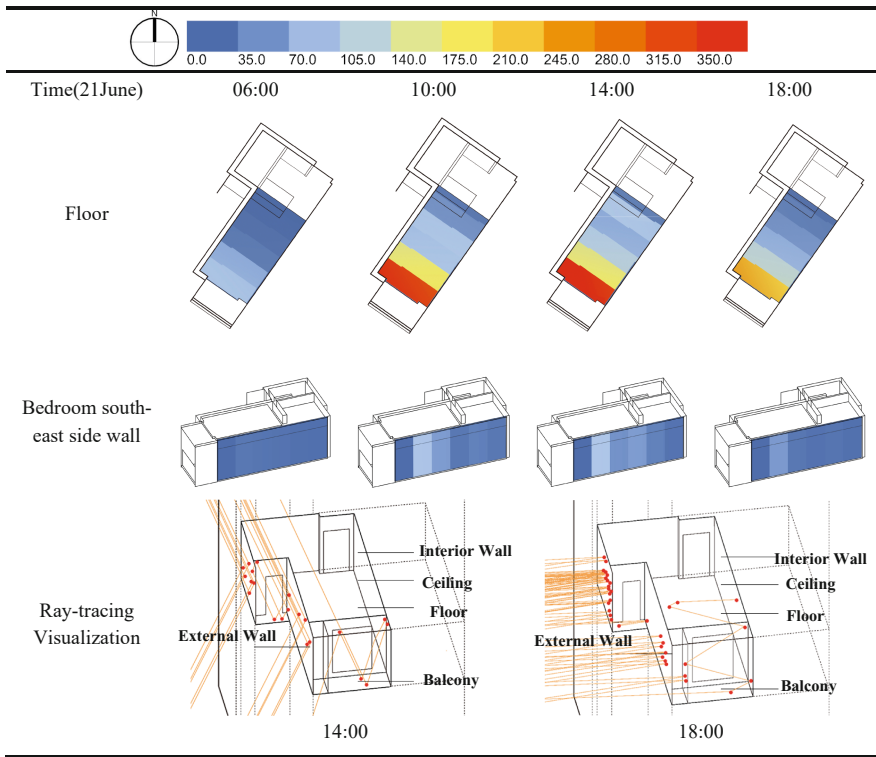 N
0.0 35.0 70.0 105.0 140.0 175.0 210.0 245.0 280.0 315.0 350.0
Time(21June) 06:00 10:00 14:00 18:00
Floor
Bedroom south-
east side wall
Ray-tracing
Visualization
Interior Wall
Ceiling
Floor
External Wall
Balcony
Interior Wall
Ceiling
Floor
External Wall
Balcony
14:00 18:00